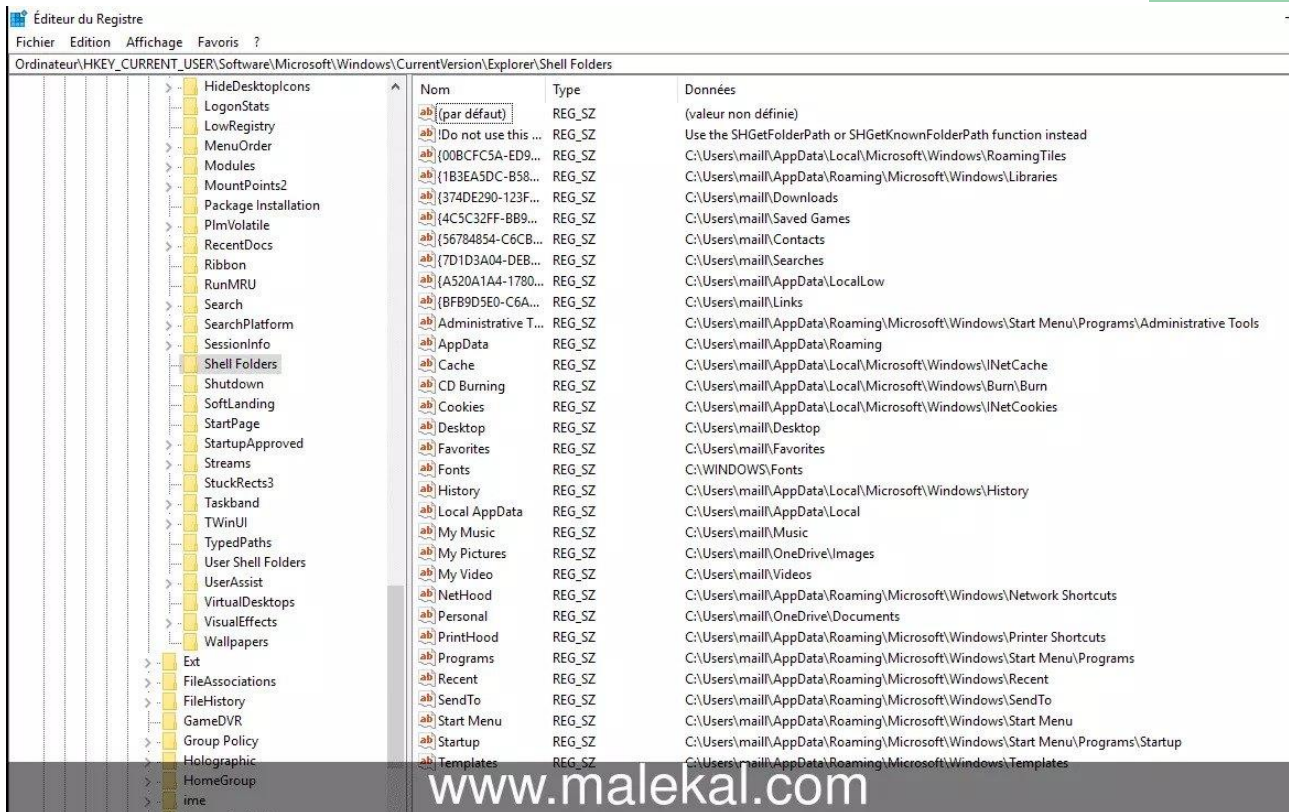 Éditeur du Registre
Fichier Edition Affichage Favoris ?
Ordinateur\HKEY_CURRENT_USER\Software\Microsoft\Windows\CurrentVersion\Explorer\Shell Folders
HideDesktopIcons
LogonStats
LowRegistry
MenuOrder
Modules
MountPoints2
Package Installation
PlmVolatile
RecentDocs
Ribbon
RunMRU
Search
SearchPlatform
SessionInfo
Shell Folders
Shutdown
SoftLanding
StartPage
StartupApproved
Streams
StuckRects3
Taskband
TWinUI
TypedPaths
User Shell Folders
UserAssist
VirtualDesktops
VisualEffects
Wallpapers
Ext
FileAssociations
FileHistory
GameDVR
Group Policy
Holographic
HomeGroup
ime
Nom Type Données
(par défaut) REG_SZ (valeur non définie)
!Do not use this ... REG_SZ Use the SHGetFolderPath or SHGetKnownFolderPath function instead
{00BCFC5A-ED9... REG_SZ C:\Users\maill\AppData\Local\Microsoft\Windows\RoamingTiles
{1B3EA5DC-B58... REG_SZ C:\Users\maill\AppData\Roaming\Microsoft\Windows\Libraries
{374DE290-123F... REG_SZ C:\Users\maill\Downloads
{4C5C32FF-BB9... REG_SZ C:\Users\maill\Saved Games
{56784854-C6CB... REG_SZ C:\Users\maill\Contacts
{7D1D3A04-DEB... REG_SZ C:\Users\maill\Searches
{A520A1A4-1780... REG_SZ C:\Users\maill\AppData\LocalLow
{BFB9D5E0-C6A... REG_SZ C:\Users\maill\Links
Administrative T... REG_SZ C:\Users\maill\AppData\Roaming\Microsoft\Windows\Start Menu\Programs\Administrative Tools
AppData REG_SZ C:\Users\maill\AppData\Roaming
Cache REG_SZ C:\Users\maill\AppData\Local\Microsoft\Windows\INetCache
CD Burning REG_SZ C:\Users\maill\AppData\Local\Microsoft\Windows\Burn\Burn
Cookies REG_SZ C:\Users\maill\AppData\Local\Microsoft\Windows\INetCookies
Desktop REG_SZ C:\Users\maill\Desktop
Favorites REG_SZ C:\Users\maill\Favorites
Fonts REG_SZ C:\WINDOWS\Fonts
History REG_SZ C:\Users\maill\AppData\Local\Microsoft\Windows\History
Local AppData REG_SZ C:\Users\maill\AppData\Local
My Music REG_SZ C:\Users\maill\Music
My Pictures REG_SZ C:\Users\maill\OneDrive\Images
My Video REG_SZ C:\Users\maill\Videos
NetHood REG_SZ C:\Users\maill\AppData\Roaming\Microsoft\Windows\Network Shortcuts
Personal REG_SZ C:\Users\maill\OneDrive\Documents
PrintHood REG_SZ C:\Users\maill\AppData\Roaming\Microsoft\Windows\Printer Shortcuts
Programs REG_SZ C:\Users\maill\AppData\Roaming\Microsoft\Windows\Start Menu\Programs
Recent REG_SZ C:\Users\maill\AppData\Roaming\Microsoft\Windows\Recent
SendTo REG_SZ C:\Users\maill\AppData\Roaming\Microsoft\Windows\SendTo
Start Menu REG_SZ C:\Users\maill\AppData\Roaming\Microsoft\Windows\Start Menu
Startup REG_SZ C:\Users\maill\AppData\Roaming\Microsoft\Windows\Start Menu\Programs\Startup
Templates REG_SZ C:\Users\maill\AppData\Roaming\Microsoft\Windows\Templates
www.malekal.com